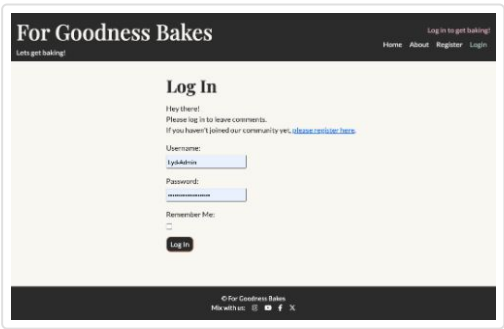 For Goodness Bakes
Lets get baking!
Log in to get baking!
Home About Register Login
Log In
Hey there!
Please log in to leave comments.
If you haven't joined our community yet, please register here.
Username:
LydsAdmin
Password:
Remember Me:
Log In
© For Goodness Bakes
Mix with us: